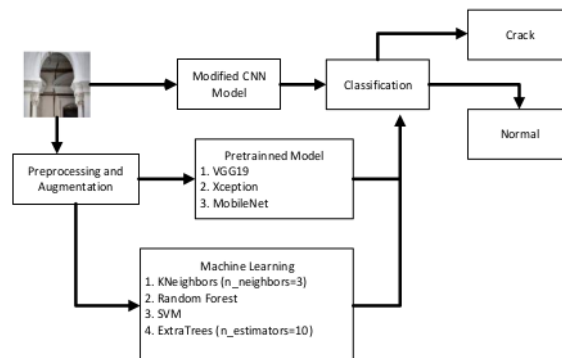 Crack
Modified CNN
Model
Classification
Normal
Preprocessing and
Augmentation
Pretrainned Model
1. VGG19
2. Xception
3. MobileNet
Machine Learning
1. KNeighbors (n_neighbors=3)
2. Random Forest
3. SVM
4. ExtraTrees (n_estimators=10)